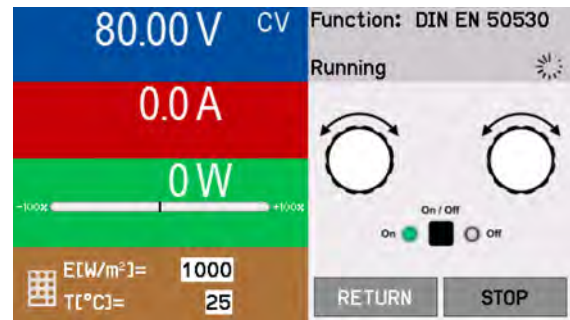 80.00 V CV
0.0 A
0 W
-100% +100%
E[W/m²]= 1000
T[°C]= 25
Function: DIN EN 50530
Running
On / Off
On Off
RETURN STOP